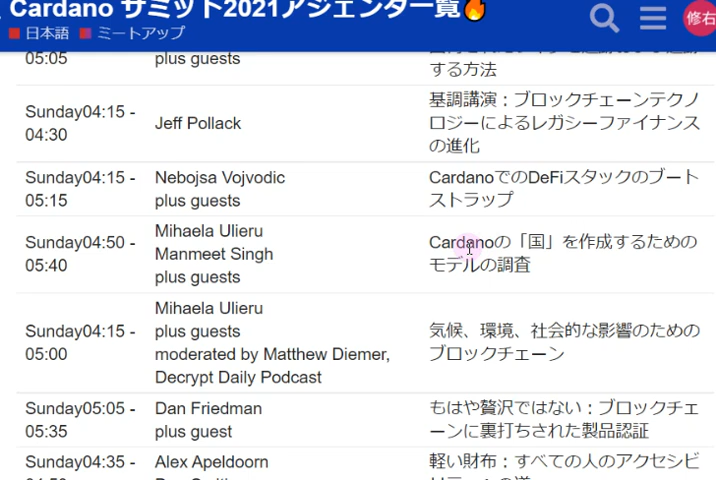 Cardano サミット2021アジェンダ一覧🔥
日本語 ミートアップ
修右
05:05
plus guests
する方法
Sunday04:15 -
04:30
Jeff Pollack
基調講演：ブロックチェーンテクノ
ロジーによるレガシーファイナンス
の進化
Sunday04:15 -
05:15
Nebojsa Vojvodic
plus guests
CardanoでのDeFiスタックのブート
ストラップ
Sunday04:50 -
05:40
Mihaela Ulieru
Manmeet Singh
plus guests
Cardanoの「国」を作成するための
モデルの調査
Sunday04:15 -
05:00
Mihaela Ulieru
plus guests
moderated by Matthew Diemer,
Decrypt Daily Podcast
気候、環境、社会的な影響のための
ブロックチェーン
Sunday05:05 -
05:35
Dan Friedman
plus guest
もはや贅沢ではない：ブロックチェ
ーンに裏打ちされた製品認証
Sunday04:35 -
Alex Apeldoorn
軽い財布：すべての人のアクセシビ